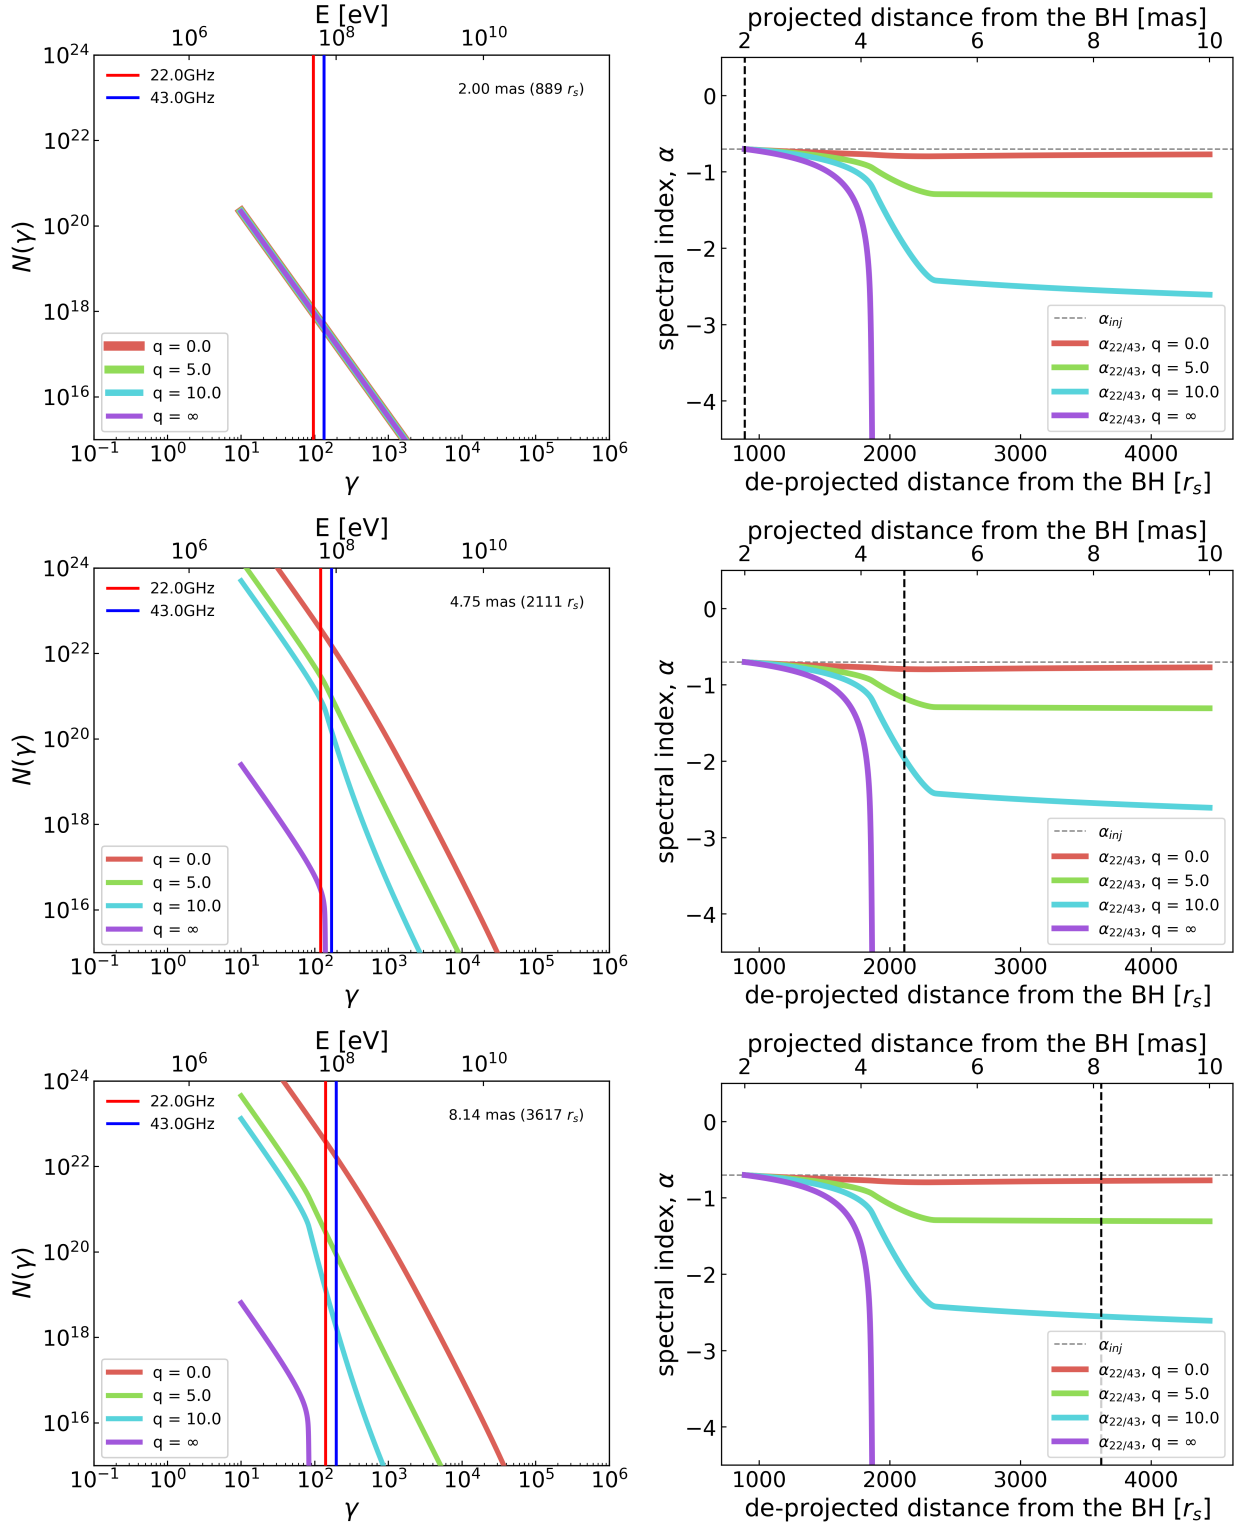 E [eV]
10^6 10^8 10^10
10^24
10^22
10^20
10^18
10^16
N(γ)
22.0GHz
43.0GHz
2.00 mas (889 r_s)
q = 0.0
q = 5.0
q = 10.0
q = ∞
10^−1 10^0 10^1 10^2 10^3 10^4 10^5 10^6
γ
projected distance from the BH [mas]
2 4 6 8 10
0
−1
−2
−3
−4
spectral index, α
α_inj
α_22/43, q = 0.0
α_22/43, q = 5.0
α_22/43, q = 10.0
α_22/43, q = ∞
1000 2000 3000 4000
de-projected distance from the BH [r_s]
E [eV]
10^6 10^8 10^10
10^24
10^22
10^20
10^18
10^16
N(γ)
22.0GHz
43.0GHz
4.75 mas (2111 r_s)
q = 0.0
q = 5.0
q = 10.0
q = ∞
10^−1 10^0 10^1 10^2 10^3 10^4 10^5 10^6
γ
projected distance from the BH [mas]
2 4 6 8 10
0
−1
−2
−3
−4
spectral index, α
α_inj
α_22/43, q = 0.0
α_22/43, q = 5.0
α_22/43, q = 10.0
α_22/43, q = ∞
1000 2000 3000 4000
de-projected distance from the BH [r_s]
E [eV]
10^6 10^8 10^10
10^24
10^22
10^20
10^18
10^16
N(γ)
22.0GHz
43.0GHz
8.14 mas (3617 r_s)
q = 0.0
q = 5.0
q = 10.0
q = ∞
10^−1 10^0 10^1 10^2 10^3 10^4 10^5 10^6
γ
projected distance from the BH [mas]
2 4 6 8 10
0
−1
−2
−3
−4
spectral index, α
α_inj
α_22/43, q = 0.0
α_22/43, q = 5.0
α_22/43, q = 10.0
α_22/43, q = ∞
1000 2000 3000 4000
de-projected distance from the BH [r_s]